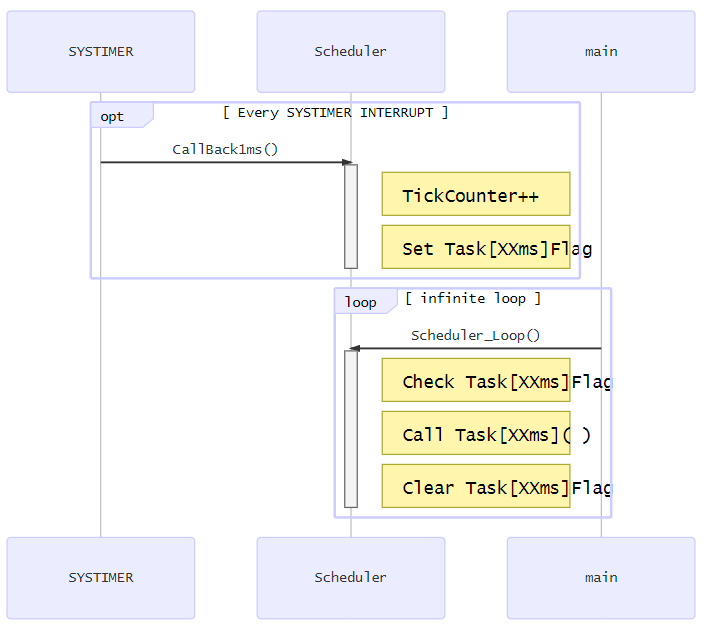 SYSTIMER
Scheduler
main
opt
[ Every SYSTIMER INTERRUPT ]
CallBack1ms()
TickCounter++
Set Task[XXms]Flag
loop
[ infinite loop ]
Scheduler_Loop()
Check Task[XXms]Flag
Call Task[XXms]( )
Clear Task[XXms]Flag
SYSTIMER
Scheduler
main